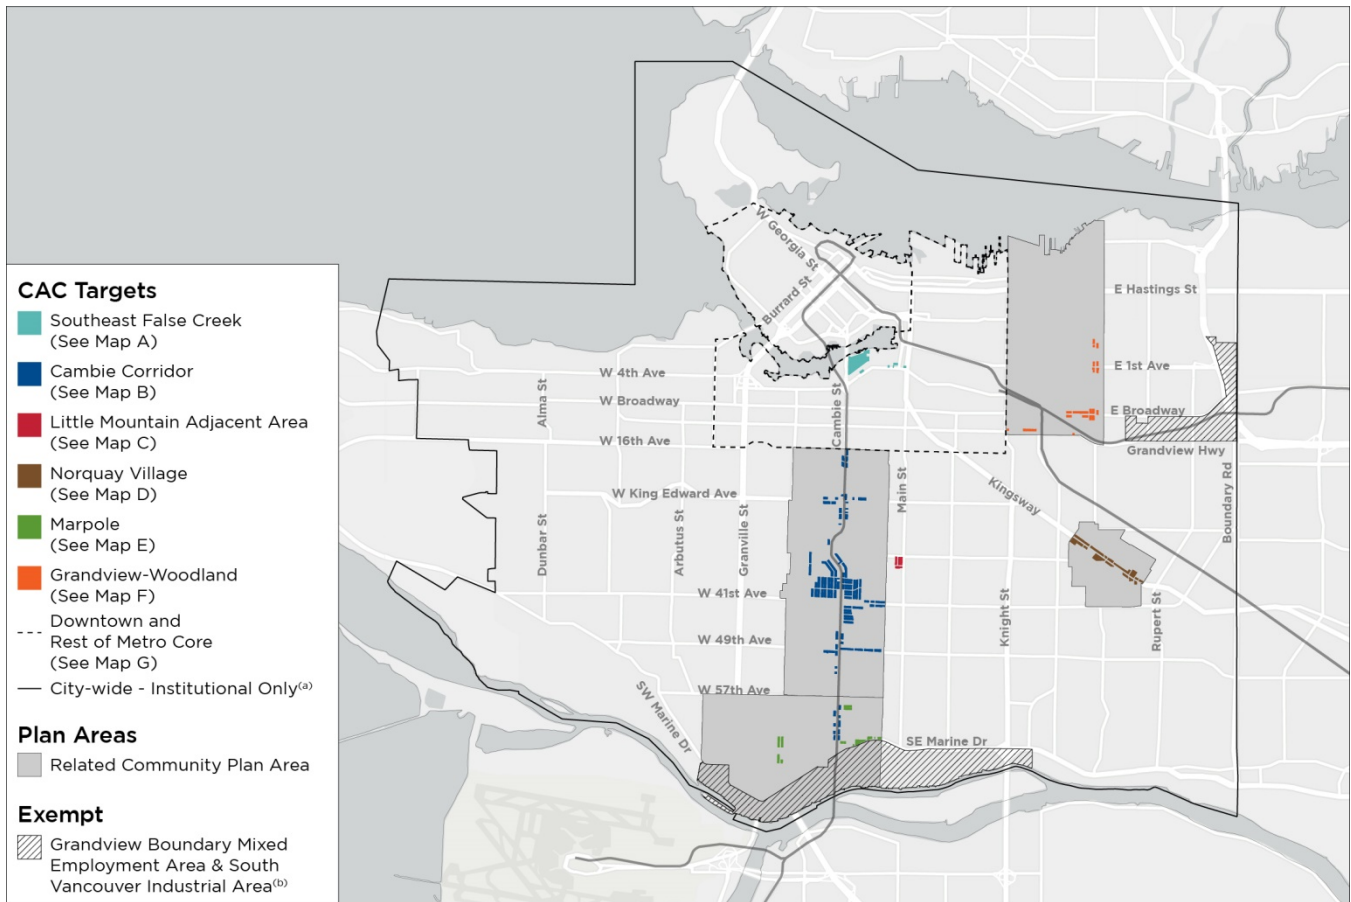 CAC Targets
Southeast False Creek
(See Map A)
Cambie Corridor
(See Map B)
Little Mountain Adjacent Area
(See Map C)
Norquay Village
(See Map D)
Marpole
(See Map E)
Grandview-Woodland
(See Map F)
Downtown and
Rest of Metro Core
(See Map G)
City-wide - Institutional Only(a)
Plan Areas
Related Community Plan Area
Exempt
Grandview Boundary Mixed
Employment Area & South
Vancouver Industrial Area(b)
W Georgia St
Burrard St
E Hastings St
E 1st Ave
E Broadway
Grandview Hwy
W 4th Ave
W Broadway
W 16th Ave
Alma St
Cambie St
Main St
Kingsway
Boundary Rd
W King Edward Ave
Dunbar St
Arbutus St
Granville St
W 41st Ave
W 49th Ave
W 57th Ave
Knight St
Rupert St
SW Marine Dr
SE Marine Dr